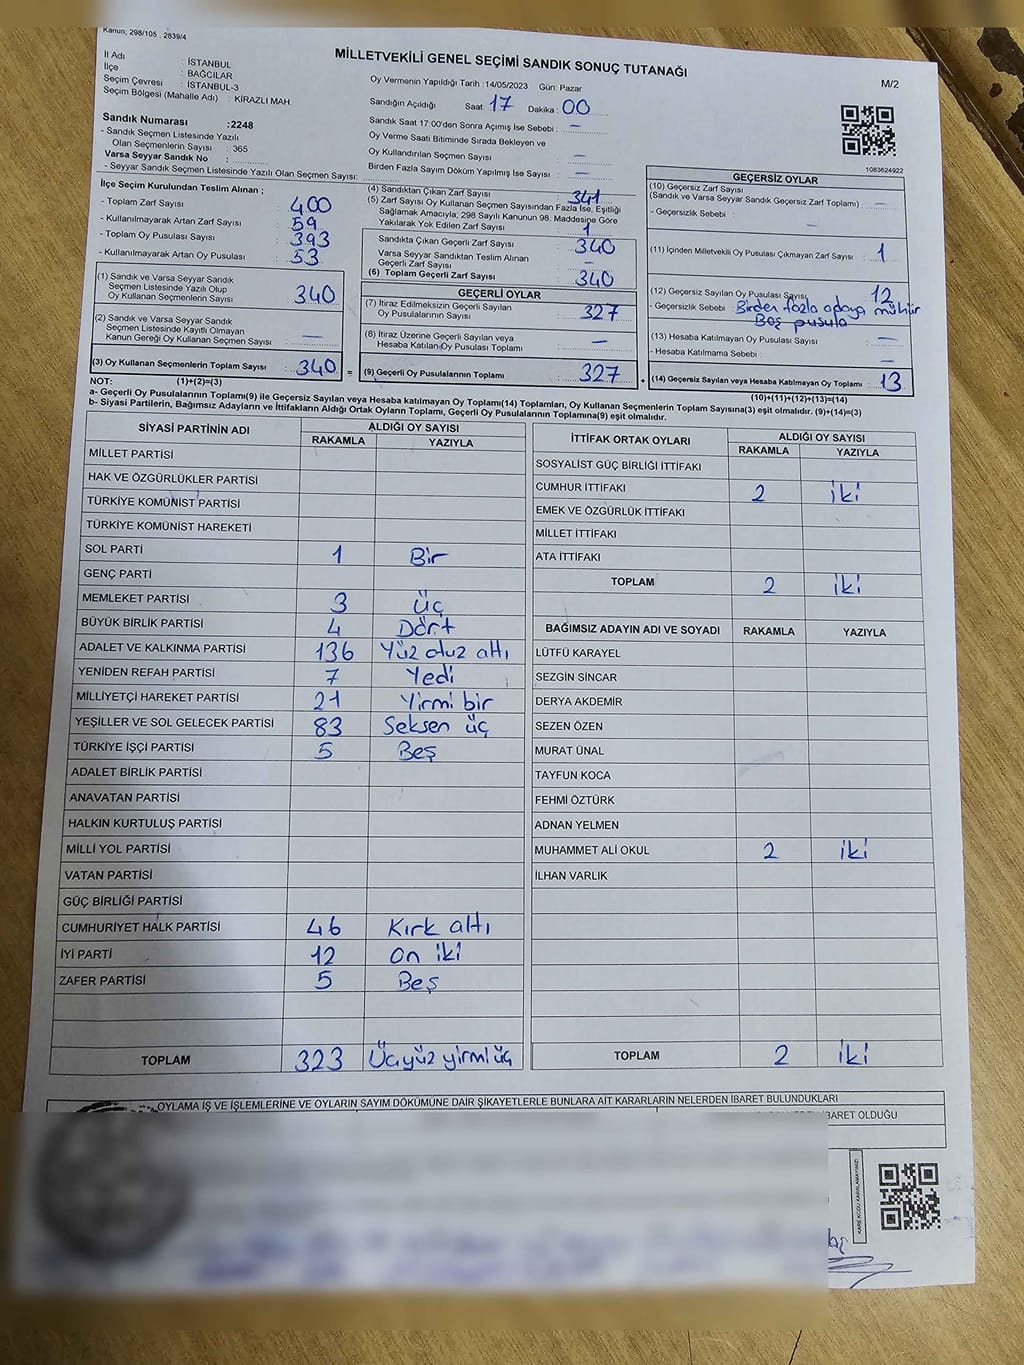 Kanun, 298/105 , 2839/4
MİLLETVEKİLİ GENEL SEÇİMİ SANDIK SONUÇ TUTANAĞI
M/2
İl Adı : İSTANBUL
İlçe : BAĞCILAR
Seçim Çevresi : İSTANBUL-3
Seçim Bölgesi (Mahalle Adı) : KİRAZLI MAH.
Sandık Numarası :2248
- Sandık Seçmen Listesinde Yazılı
Olan Seçmenlerin Sayısı : 365
Varsa Seyyar Sandık No :
- Seyyar Sandık Seçmen Listesinde Yazılı Olan Seçmen Sayısı:
Oy Vermenin Yapıldığı Tarih :14/05/2023 Gün: Pazar
Sandığın Açıldığı Saat: 17 Dakika: 00
Sandık Saat 17:00'den Sonra Açımış İse Sebebi : —
Oy Verme Saati Bitiminde Sırada Bekleyen ve
Oy Kullandırılan Seçmen Sayısı : —
Birden Fazla Sayım Döküm Yapılmış İse Sayısı : —
1083624922
İlçe Seçim Kurulundan Teslim Alınan ;
- Toplam Zarf Sayısı : 400
- Kullanılmayarak Artan Zarf Sayısı : 59
- Toplam Oy Pusulası Sayısı : 393
- Kullanılmayarak Artan Oy Pusulası : 53
(1) Sandık ve Varsa Seyyar Sandık
Seçmen Listesinde Yazılı Olup
Oy Kullanan Seçmenlerin Sayısı : 340
(2) Sandık ve Varsa Seyyar Sandık
Seçmen Listesinde Kayıtlı Olmayan
Kanun Gereği Oy Kullanan Seçmen Sayısı : —
(3) Oy Kullanan Seçmenlerin Toplam Sayısı : 340 =
(4) Sandıktan Çıkan Zarf Sayısı : 341
(5) Zarf Sayısı Oy Kullanan Seçmen Sayısından Fazla İse, Eşitliği
Sağlamak Amacıyla; 298 Sayılı Kanunun 98. Maddesine Göre
Yakılarak Yok Edilen Zarf Sayısı : 1
Sandıkta Çıkan Geçerli Zarf Sayısı : 340
Varsa Seyyar Sandıktan Teslim Alınan
Geçerli Zarf Sayısı : —
(6) Toplam Geçerli Zarf Sayısı : 340
GEÇERLİ OYLAR
(7) İtiraz Edilmeksizin Geçerli Sayılan
Oy Pusulalarının Sayısı : 327
(8) İtiraz Üzerine Geçerli Sayılan veya
Hesaba Katılan Oy Pusulası Toplamı : —
(9) Geçerli Oy Pusulalarının Toplamı : 327 +
GEÇERSİZ OYLAR
(10) Geçersiz Zarf Sayısı
(Sandık ve Varsa Seyyar Sandık Geçersiz Zarf Toplamı) : —
- Geçersizlik Sebebi : —
(11) İçinden Milletvekili Oy Pusulası Çıkmayan Zarf Sayısı : 1
(12) Geçersiz Sayılan Oy Pusulası Sayısı : 12
- Geçersizlik Sebebi : Birden fazla adaya mühür
Boş pusula
(13) Hesaba Katılmayan Oy Pusulası Sayısı : —
- Hesaba Katılmama Sebebi : —
(14) Geçersiz Sayılan veya Hesaba Katılmayan Oy Toplamı : 13
NOT: (1)+(2)=(3) (10)+(11)+(12)+(13)=(14)
a- Geçerli Oy Pusulalarının Toplamı(9) ile Geçersiz Sayılan veya Hesaba Katılmayan Oy Toplamı(14) Toplamları, Oy Kullanan Seçmenlerin Toplam Sayısına(3) eşit olmalıdır. (9)+(14)=(3)
b- Siyasi Partilerin, Bağımsız Adayların ve İttifakların Aldığı Ortak Oyların Toplamı, Geçerli Oy Pusulalarının Toplamına(9) eşit olmalıdır.
SİYASİ PARTİNİN ADI ALDIĞI OY SAYISI
RAKAMLA YAZIYLA
MİLLET PARTİSİ
HAK VE ÖZGÜRLÜKLER PARTİSİ
TÜRKİYE KOMÜNİST PARTİSİ
TÜRKİYE KOMÜNİST HAREKETİ
SOL PARTİ 1 Bir
GENÇ PARTİ
MEMLEKET PARTİSİ 3 üç
BÜYÜK BİRLİK PARTİSİ 4 Dört
ADALET VE KALKINMA PARTİSİ 136 Yüz otuz altı
YENİDEN REFAH PARTİSİ 7 Yedi
MİLLİYETÇİ HAREKET PARTİSİ 21 Yirmi bir
YEŞİLLER VE SOL GELECEK PARTİSİ 83 Seksen üç
TÜRKİYE İŞÇİ PARTİSİ 5 Beş
ADALET BİRLİK PARTİSİ
ANAVATAN PARTİSİ
HALKIN KURTULUŞ PARTİSİ
MİLLİ YOL PARTİSİ
VATAN PARTİSİ
GÜÇ BİRLİĞİ PARTİSİ
CUMHURİYET HALK PARTİSİ 46 Kırk altı
İYİ PARTİ 12 On iki
ZAFER PARTİSİ 5 Beş
TOPLAM 323 Üçyüz yirmi üç
İTTİFAK ORTAK OYLARI ALDIĞI OY SAYISI
RAKAMLA YAZIYLA
SOSYALİST GÜÇ BİRLİĞİ İTTİFAKI
CUMHUR İTTİFAKI 2 iki
EMEK VE ÖZGÜRLÜK İTTİFAKI
MİLLET İTTİFAKI
ATA İTTİFAKI
TOPLAM 2 iki
BAĞIMSIZ ADAYIN ADI VE SOYADI RAKAMLA YAZIYLA
LÜTFÜ KARAYEL
SEZGİN SİNCAR
DERYA AKDEMİR
SEZEN ÖZEN
MURAT ÜNAL
TAYFUN KOCA
FEHMİ ÖZTÜRK
ADNAN YELMEN
MUHAMMET ALİ OKUL 2 iki
İLHAN VARLIK
TOPLAM 2 iki
OYLAMA İŞ VE İŞLEMLERİNE VE OYLARIN SAYIM DÖKÜMÜNE DAİR ŞİKAYETLERLE BUNLARA AİT KARARLARIN NELERDEN İBARET BULUNDUKLARI
İBARET OLDUĞU
KAREKODU KARALAMAYINIZ!